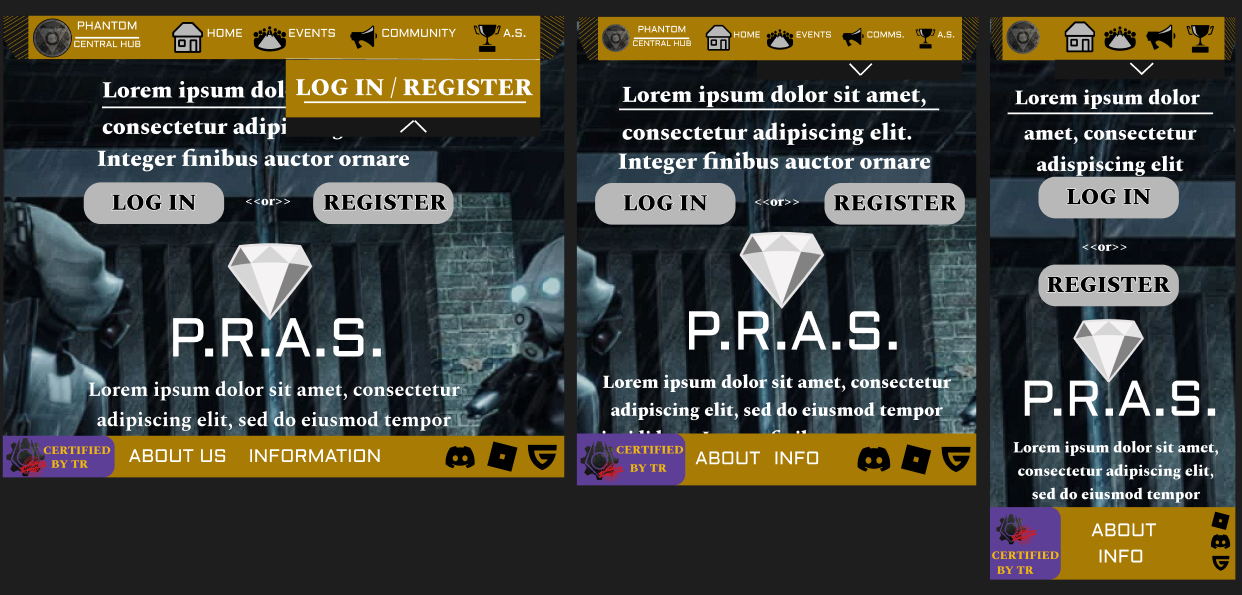 PHANTOM
CENTRAL HUB
HOME
EVENTS
COMMUNITY
A.S.
LOG IN / REGISTER
Lorem ipsum dol
consectetur adipi
Integer finibus auctor ornare
LOG IN
<<or>>
REGISTER
P.R.A.S.
Lorem ipsum dolor sit amet, consectetur
adipiscing elit, sed do eiusmod tempor
CERTIFIED
BY TR
ABOUT US
INFORMATION
PHANTOM
CENTRAL HUB
HOME
EVENTS
COMMS.
A.S.
Lorem ipsum dolor sit amet,
consectetur adipiscing elit.
Integer finibus auctor ornare
LOG IN
<<or>>
REGISTER
P.R.A.S.
Lorem ipsum dolor sit amet, consectetur
adipiscing elit, sed do eiusmod tempor
CERTIFIED
BY TR
ABOUT
INFO
Lorem ipsum dolor
amet, consectetur
adispiscing elit
LOG IN
<<or>>
REGISTER
P.R.A.S.
Lorem ipsum dolor sit amet,
consectetur adipiscing elit,
sed do eiusmod tempor
CERTIFIED
BY TR
ABOUT
INFO